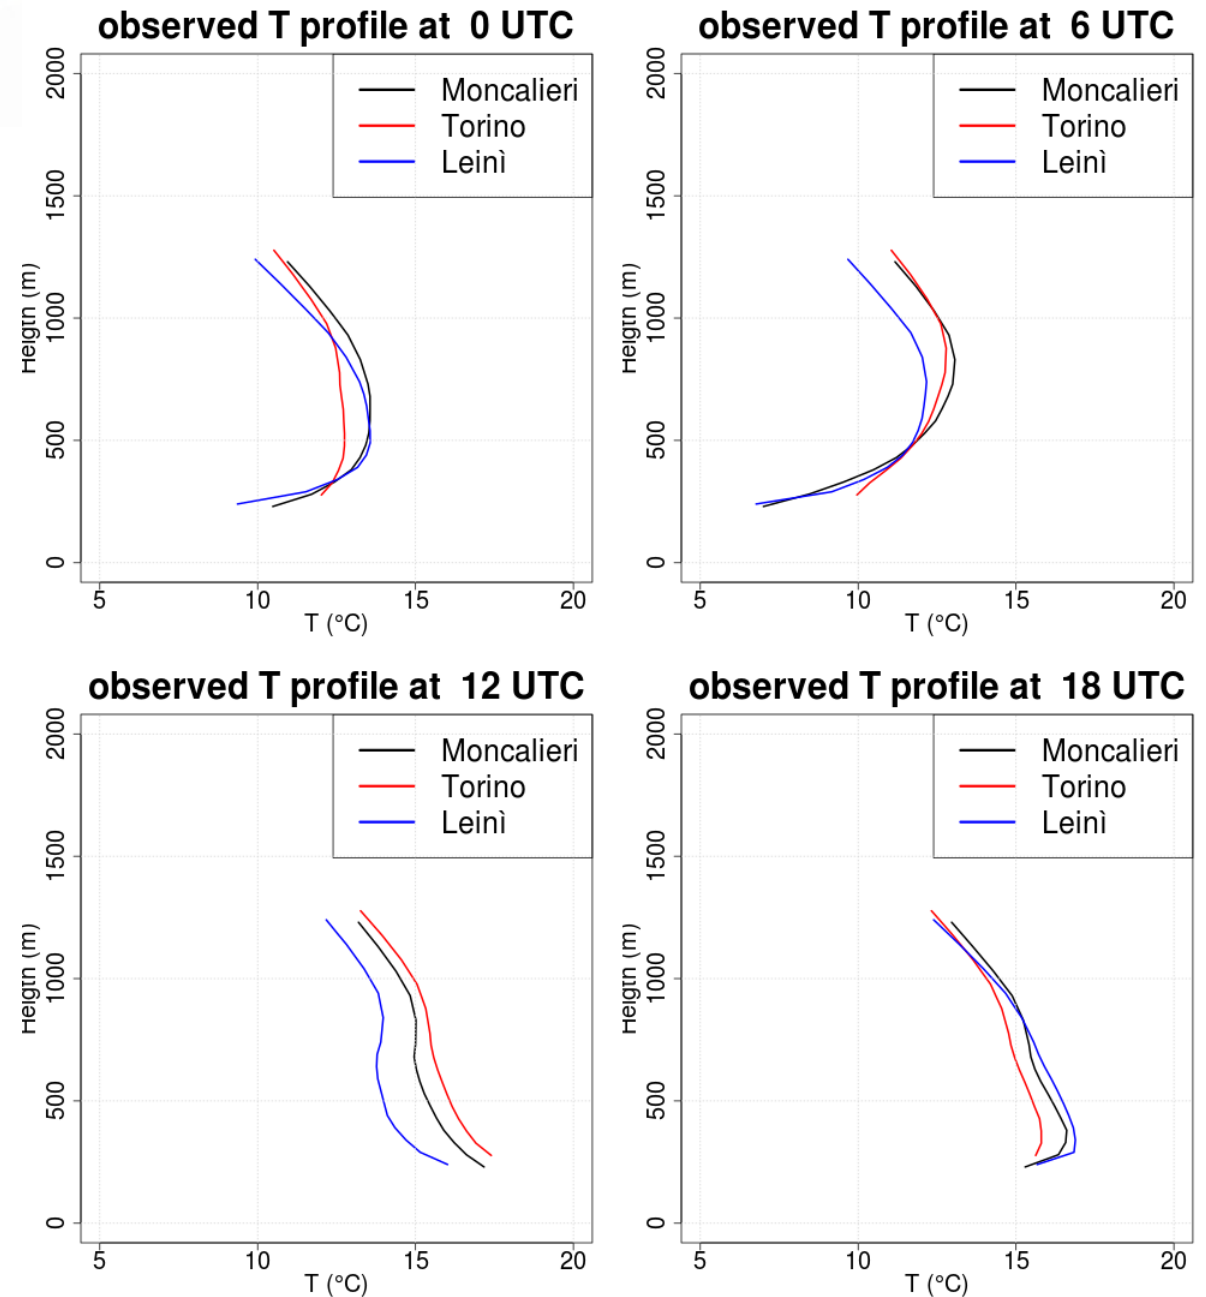 observed T profile at 0 UTC
Moncalieri
Torino
Leinì
2000
1500
1000
500
0
Height (m)
5 10 15 20
T (°C)
observed T profile at 6 UTC
Moncalieri
Torino
Leinì
2000
1500
1000
500
0
Height (m)
5 10 15 20
T (°C)
observed T profile at 12 UTC
Moncalieri
Torino
Leinì
2000
1500
1000
500
0
Height (m)
5 10 15 20
T (°C)
observed T profile at 18 UTC
Moncalieri
Torino
Leinì
2000
1500
1000
500
0
Height (m)
5 10 15 20
T (°C)